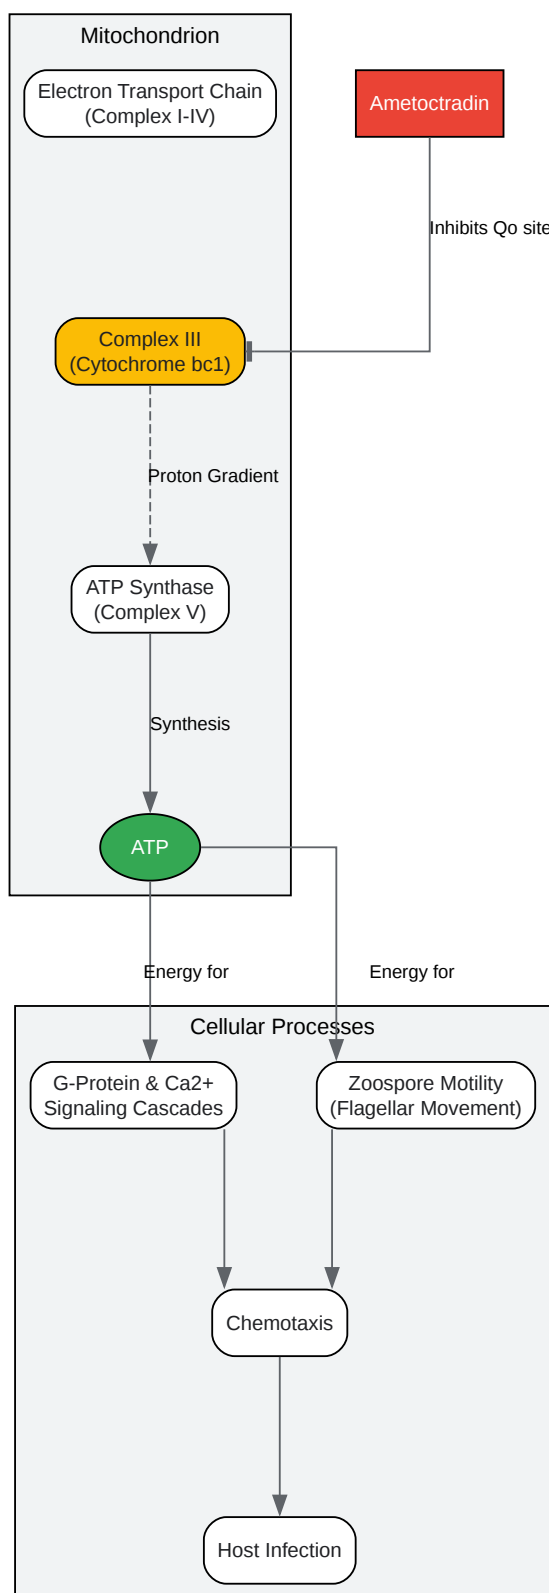 Mitochondrion
Electron Transport Chain
(Complex I-IV)
Ametoctradin
Inhibits Qo site
Complex III
(Cytochrome bc1)
Proton Gradient
ATP Synthase
(Complex V)
Synthesis
ATP
Energy for
Energy for
Cellular Processes
G-Protein & Ca2+
Signaling Cascades
Zoospore Motility
(Flagellar Movement)
Chemotaxis
Host Infection